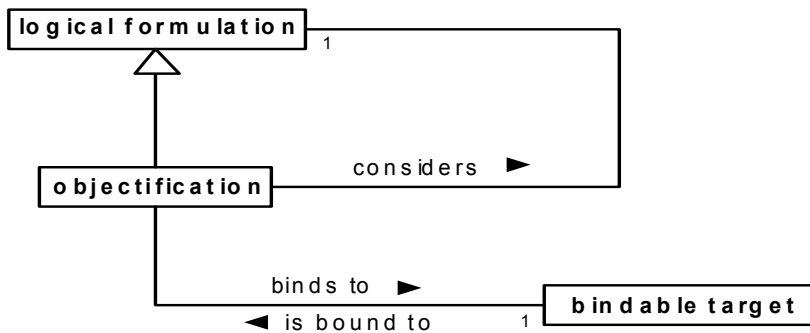 logical formulation
1
considers ►
objectification
binds to ►
◄ is bound to
1
bindable target